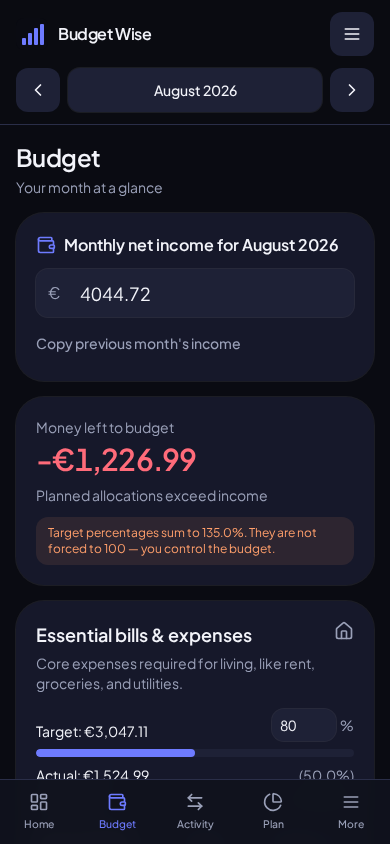 Budget Wise
August 2026
Budget
Your month at a glance
Monthly net income for August 2026
€ 4044.72
Copy previous month's income
Money left to budget
-€1,226.99
Planned allocations exceed income
Target percentages sum to 135.0%. They are not
forced to 100 — you control the budget.
Essential bills & expenses
Core expenses required for living, like rent,
groceries, and utilities.
Target: €3,047.11 80 %
Actual: €1,524.99 (50.0%)
Home Budget Activity Plan More